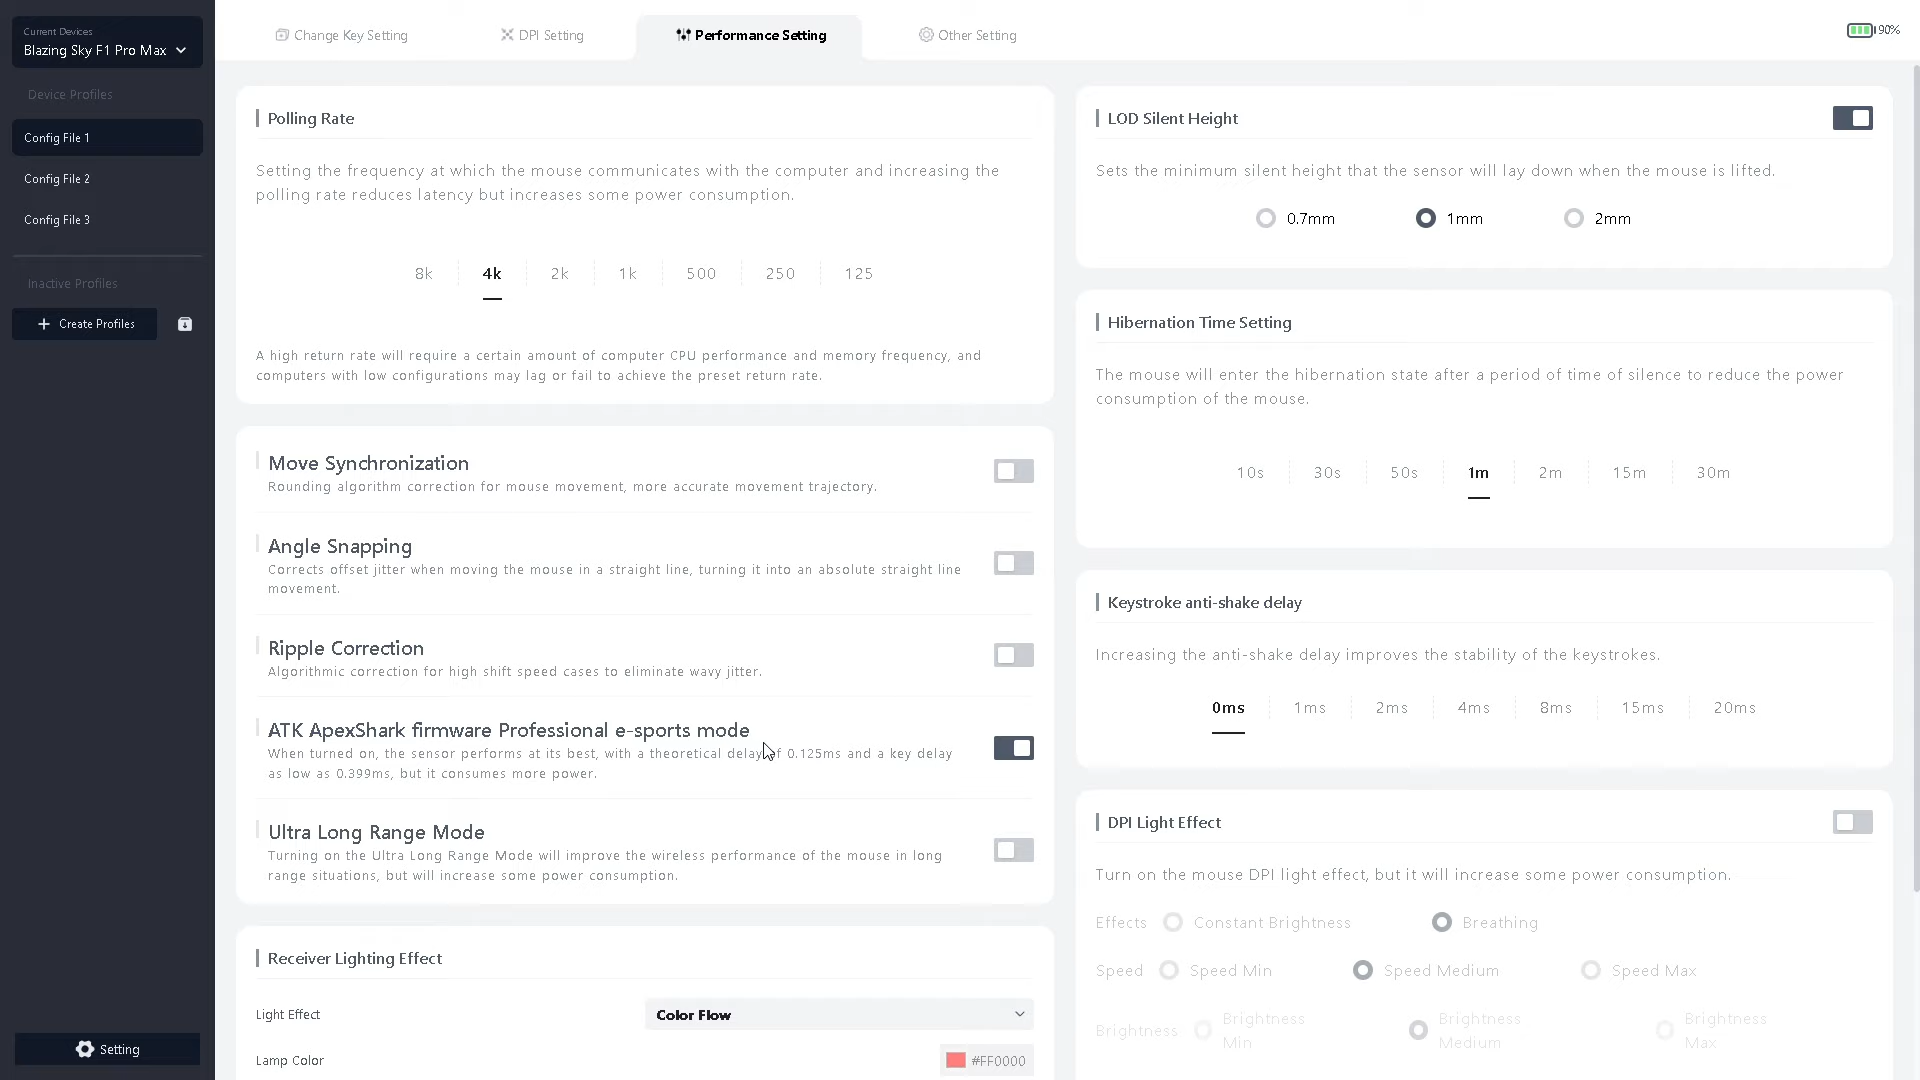 Current Devices
Blazing Sky F1 Pro Max
Device Profiles
Config File 1
Config File 2
Config File 3
Inactive Profiles
Create Profiles
Setting
Change Key Setting
DPI Setting
Performance Setting
Other Setting
90%
Polling Rate
Setting the frequency at which the mouse communicates with the computer and increasing the
polling rate reduces latency but increases some power consumption.
8k 4k 2k 1k 500 250 125
A high return rate will require a certain amount of computer CPU performance and memory frequency, and
computers with low configurations may lag or fail to achieve the preset return rate.
Move Synchronization
Rounding algorithm correction for mouse movement, more accurate movement trajectory.
Angle Snapping
Corrects offset jitter when moving the mouse in a straight line, turning it into an absolute straight line
movement.
Ripple Correction
Algorithmic correction for high shift speed cases to eliminate wavy jitter.
ATK ApexShark firmware Professional e-sports mode
When turned on, the sensor performs at its best, with a theoretical delay of 0.125ms and a key delay
as low as 0.399ms, but it consumes more power.
Ultra Long Range Mode
Turning on the Ultra Long Range Mode will improve the wireless performance of the mouse in long
range situations, but will increase some power consumption.
Receiver Lighting Effect
Light Effect Color Flow
Lamp Color #FF0000
LOD Silent Height
Sets the minimum silent height that the sensor will lay down when the mouse is lifted.
0.7mm 1mm 2mm
Hibernation Time Setting
The mouse will enter the hibernation state after a period of time of silence to reduce the power
consumption of the mouse.
10s 30s 50s 1m 2m 15m 30m
Keystroke anti-shake delay
Increasing the anti-shake delay improves the stability of the keystrokes.
0ms 1ms 2ms 4ms 8ms 15ms 20ms
DPI Light Effect
Turn on the mouse DPI light effect, but it will increase some power consumption.
Effects Constant Brightness Breathing
Speed Speed Min Speed Medium Speed Max
Brightness Brightness Min Brightness Medium Brightness Max